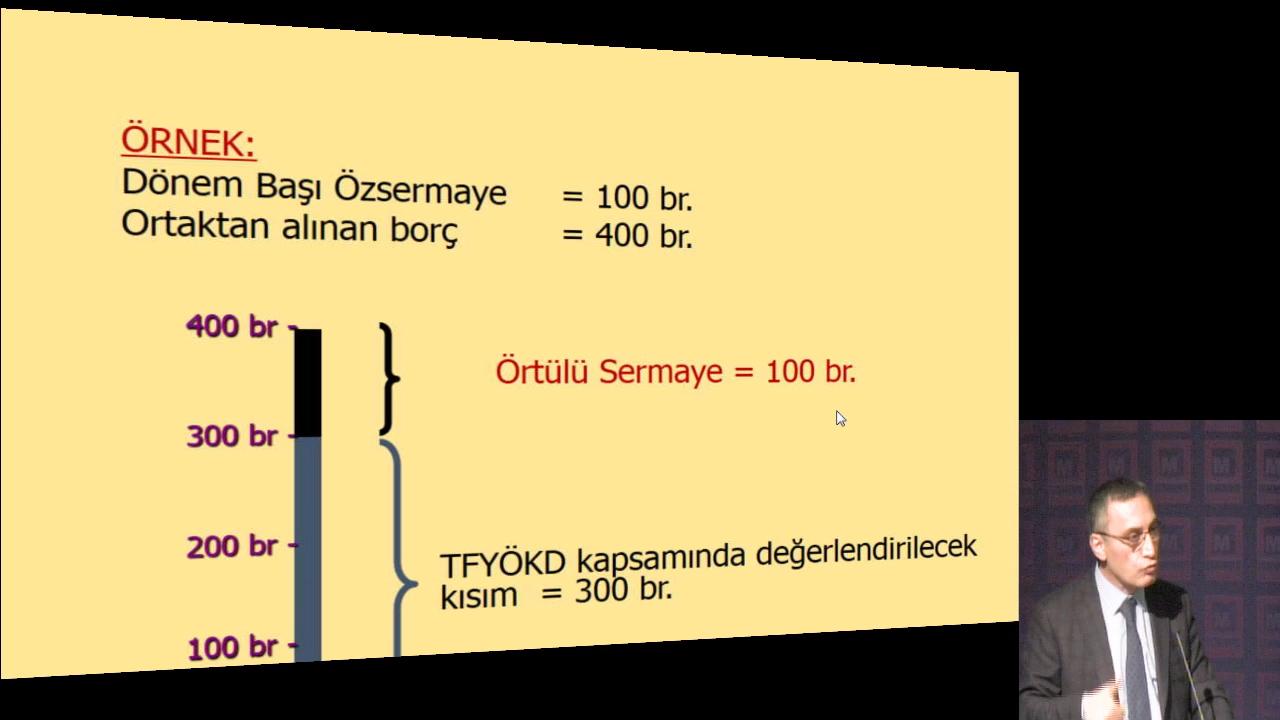 ÖRNEK:
Dönem Başı Özsermaye = 100 br.
Ortaktan alınan borç = 400 br.
400 br
Örtülü Sermaye = 100 br.
300 br
200 br
TFYÖKD kapsamında değerlendirilecek
kısım = 300 br.
100 br